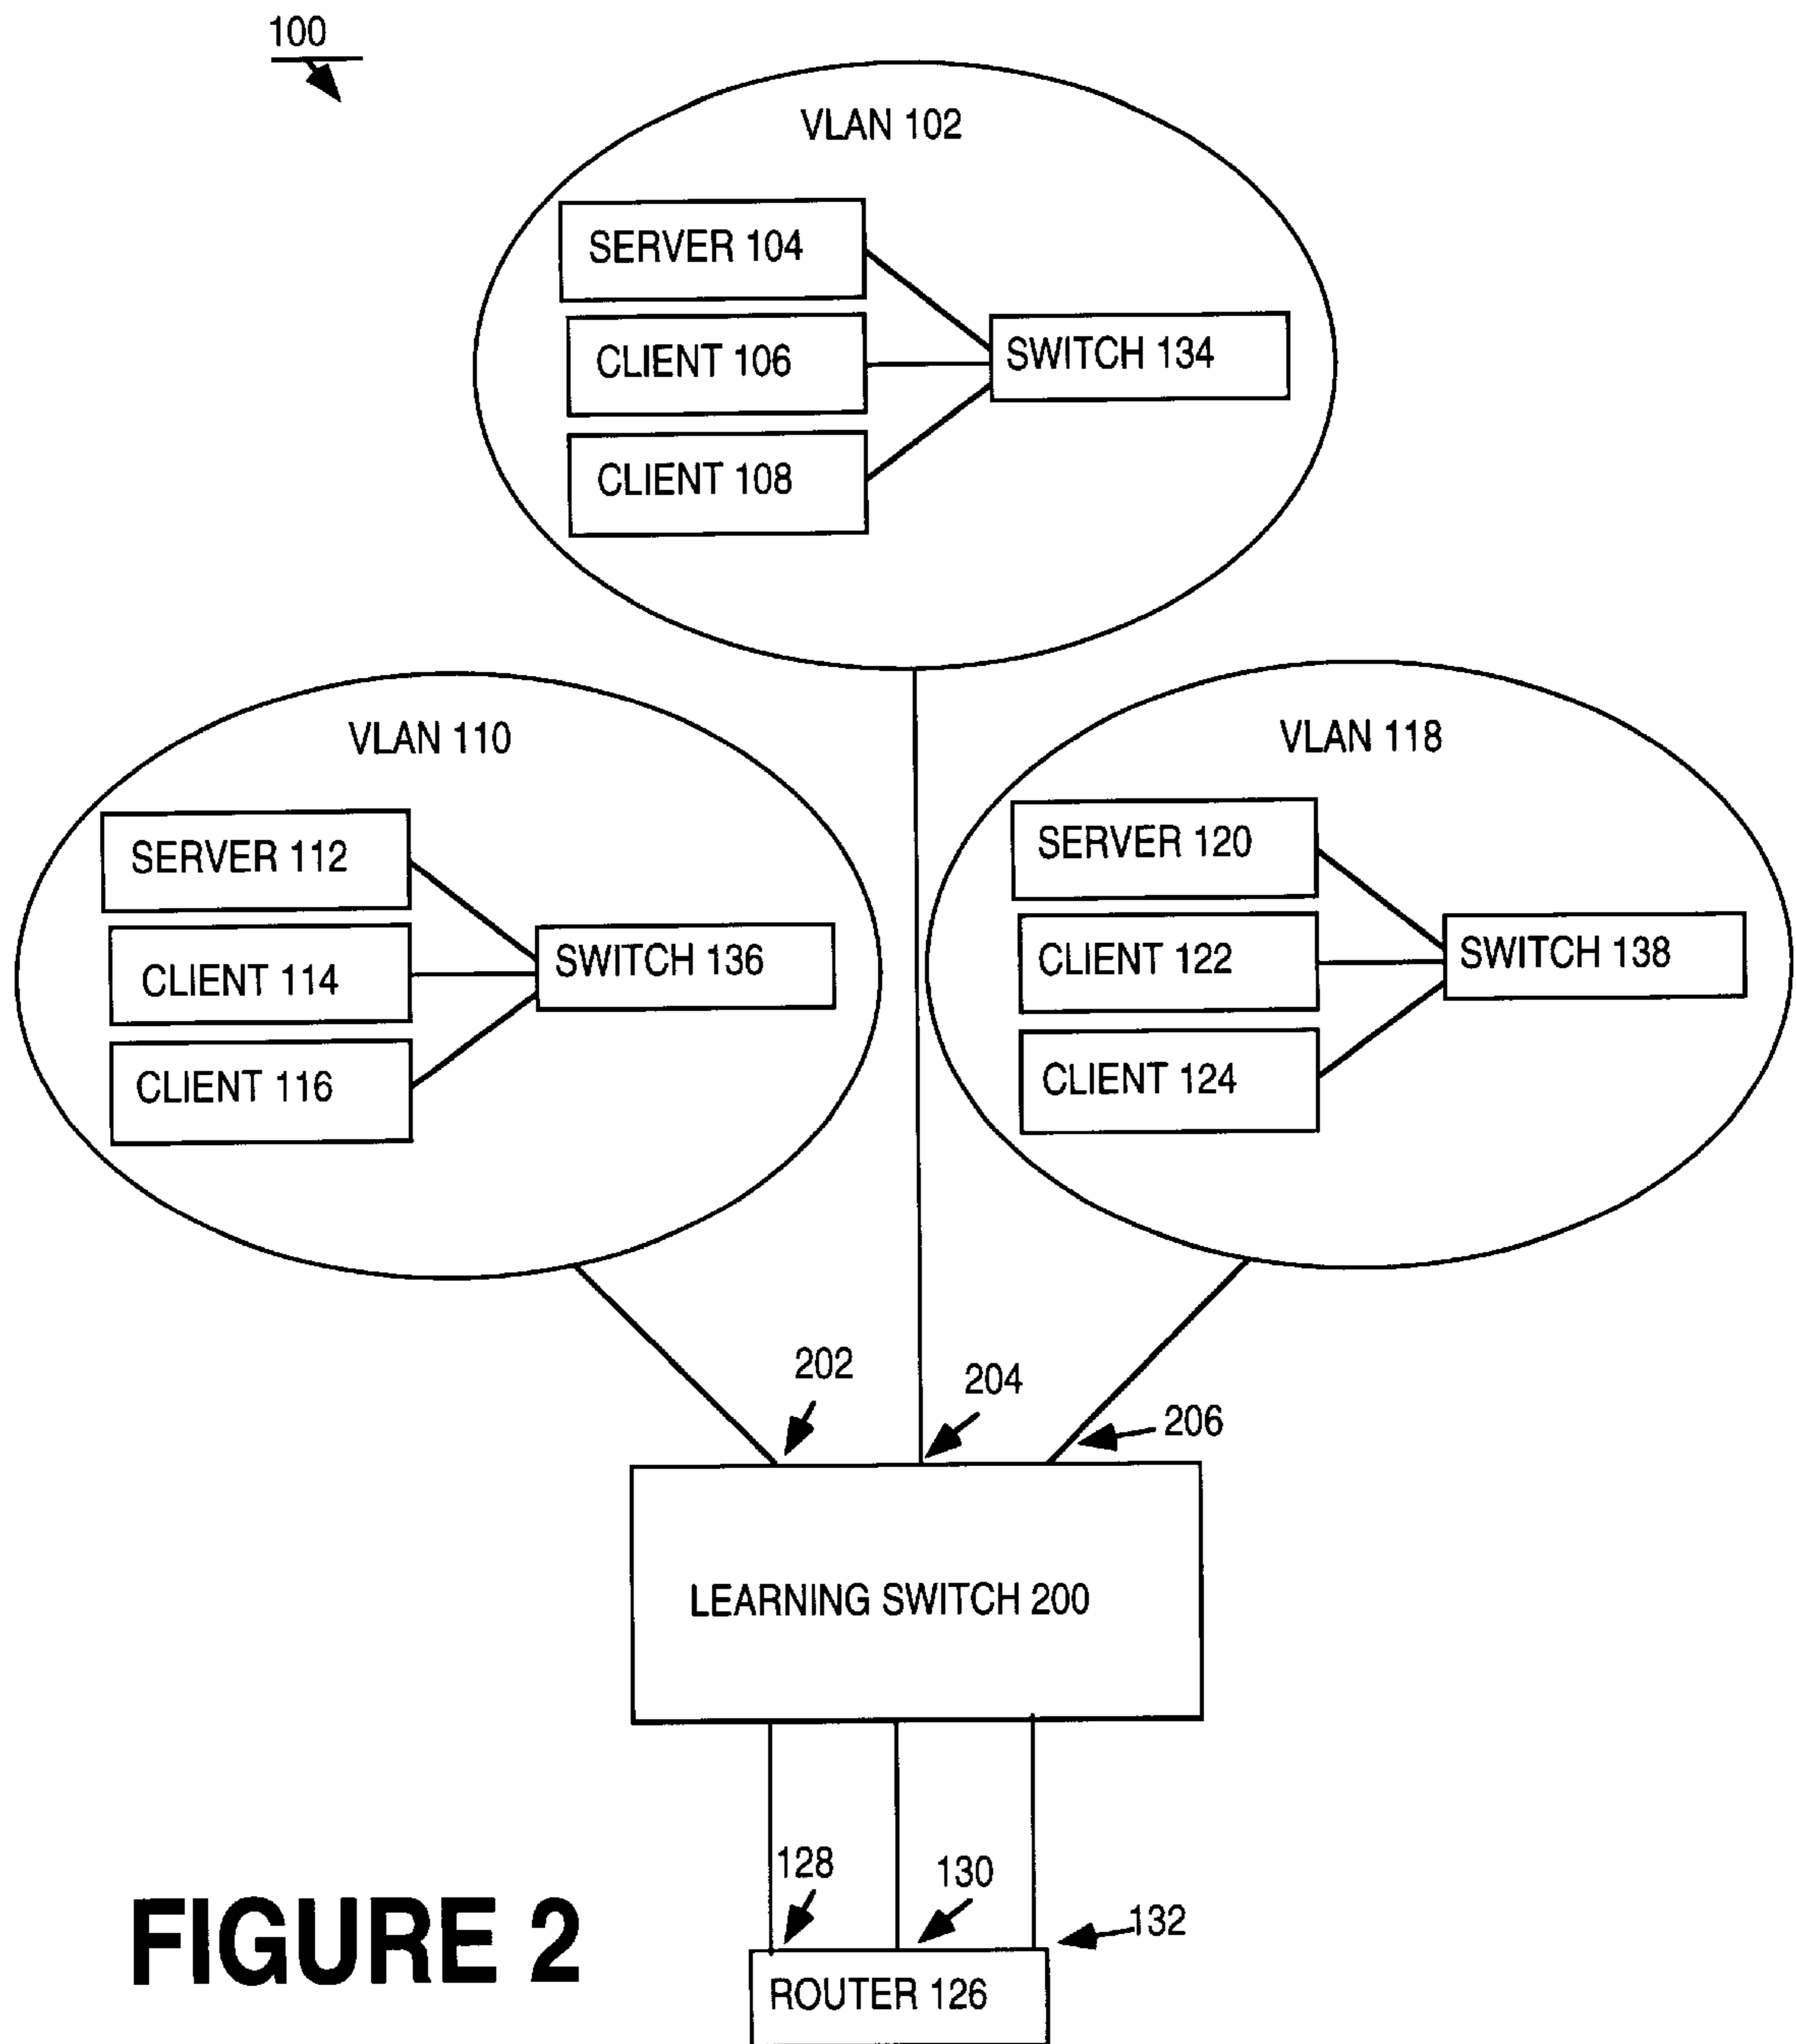 100
VLAN 102
SERVER 104
CLIENT 106
SWITCH 134
CLIENT 108
VLAN 110
SERVER 112
CLIENT 114
SWITCH 136
CLIENT 116
VLAN 118
SERVER 120
CLIENT 122
SWITCH 138
CLIENT 124
202
204
206
LEARNING SWITCH 200
128
130
132
ROUTER 126
FIGURE 2